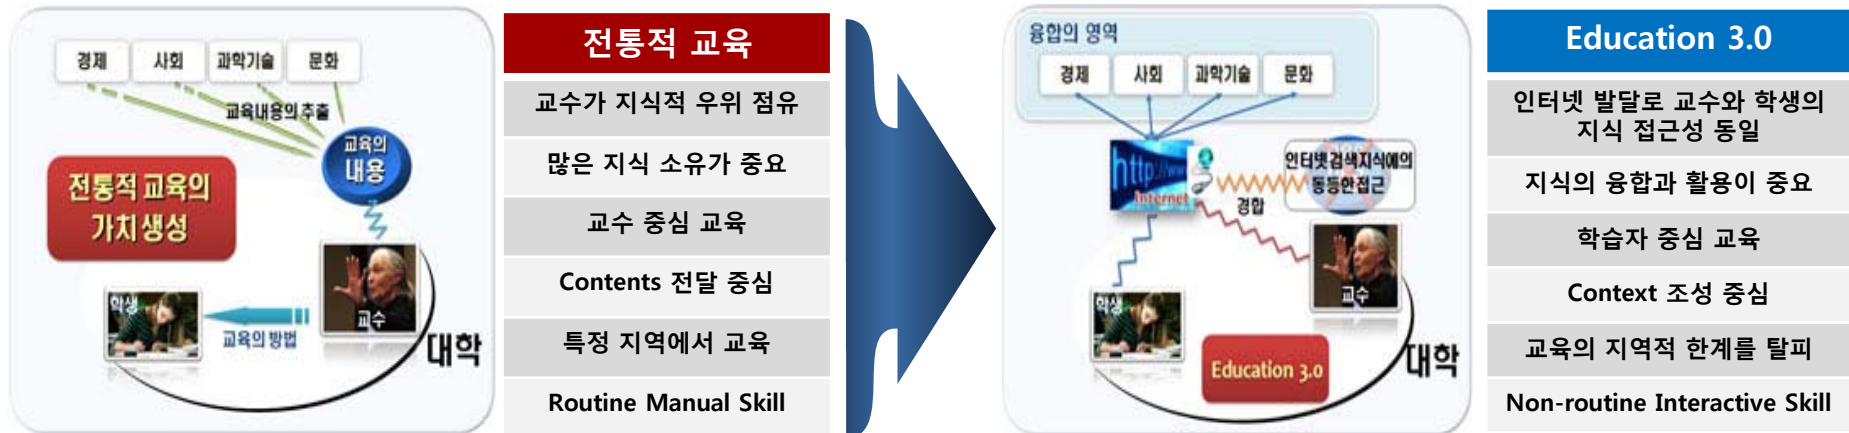 경제 사회 과학기술 문화
교육내용의 추출
교육의
내용
전통적 교육의
가치생성
학생
교수
교육의 방법
대학
전통적 교육
교수가 지식적 우위 점유
많은 지식 소유가 중요
교수 중심 교육
Contents 전달 중심
특정 지역에서 교육
Routine Manual Skill
융합의 영역
경제 사회 과학기술 문화
http://ww
Internet
인터넷검색지식에의
동등한접근
경합
학생
교수
Education 3.0
대학
Education 3.0
인터넷 발달로 교수와 학생의
지식 접근성 동일
지식의 융합과 활용이 중요
학습자 중심 교육
Context 조성 중심
교육의 지역적 한계를 탈피
Non-routine Interactive Skill